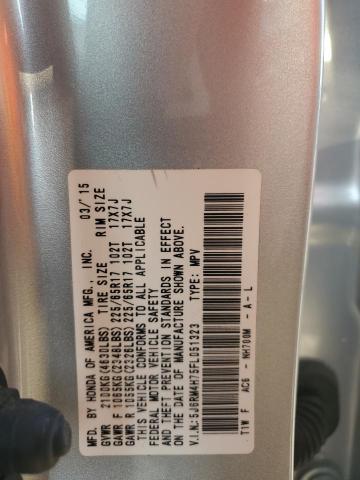 MFD. BY HONDA OF AMERICA MFG., INC. 03/'15
GVWR 2100KG(4630LBS) TIRE SIZE RIM SIZE
GAWR F 1065KG(2348LBS) 225/65R17 102T 17X7J
GAWR R 1055KG(2326LBS) 225/65R17 102T 17X7J
THIS VEHICLE CONFORMS TO ALL APPLICABLE
FEDERAL MOTOR VEHICLE SAFETY
AND THEFT PREVENTION STANDARDS IN EFFECT
ON THE DATE OF MANUFACTURE SHOWN ABOVE.
V.I.N.: 5J6RM4H75FL051323 TYPE: MPV
T1W F AC6 - NH700M - A - L